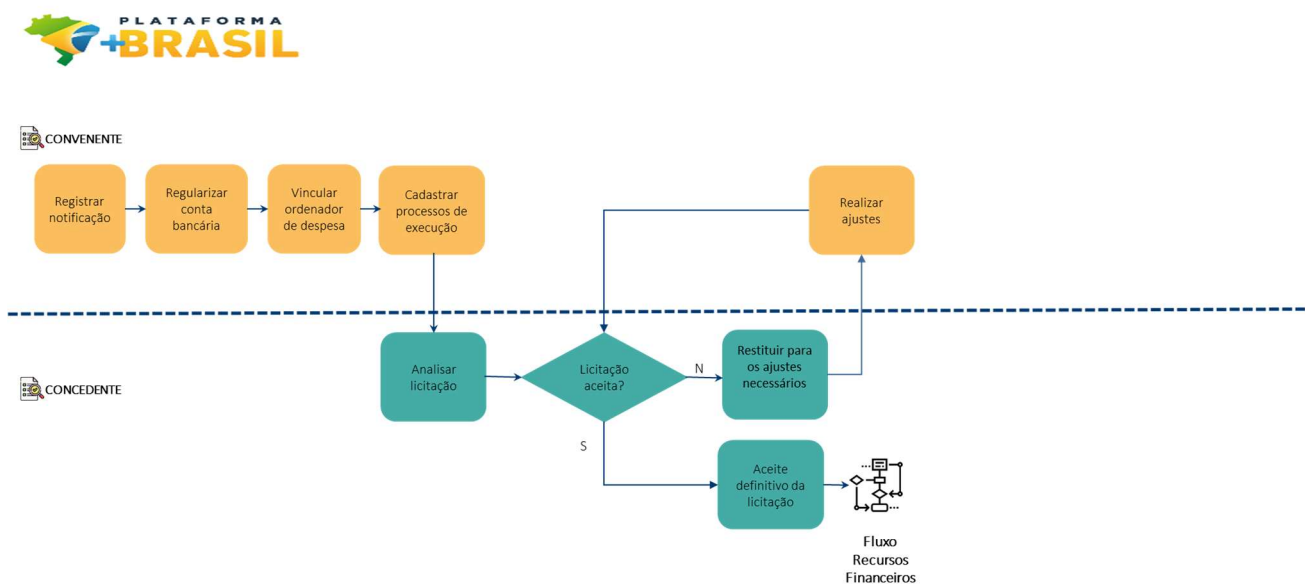 PLATAFORMA
+BRASIL
CONVENENTE
Registrar
notificação
Regularizar
conta
bancária
Vincular
ordenador
de despesa
Cadastrar
processos de
execução
Realizar
ajustes
CONCEDENTE
Analisar
licitação
Licitação
aceita?
N
Restituir para
os ajustes
necessários
S
Aceite
definitivo da
licitação
Fluxo
Recursos
Financeiros